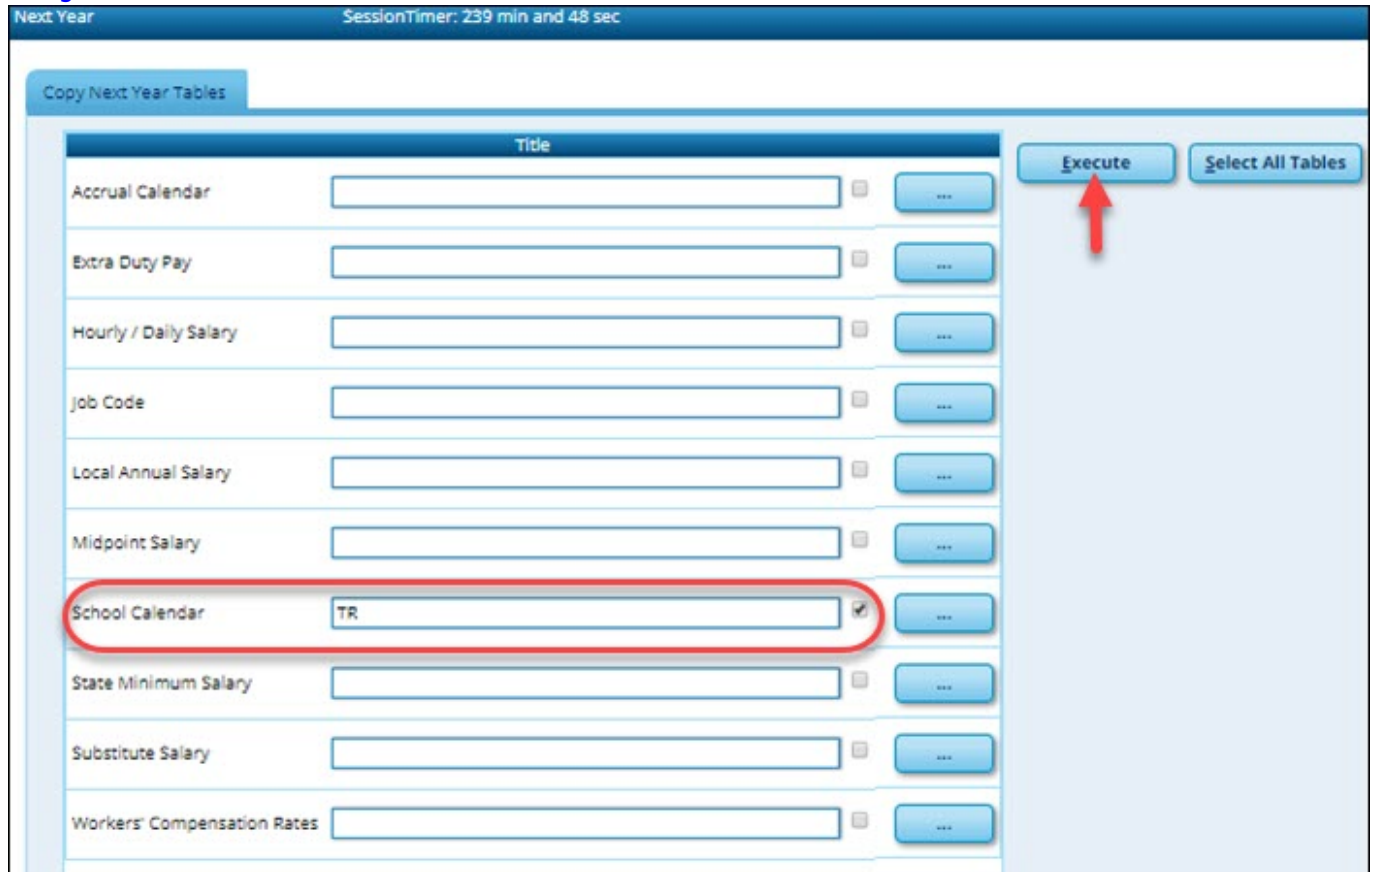 Next Year SessionTimer: 239 min and 48 sec
Copy Next Year Tables
Title
Execute Select All Tables
Accrual Calendar ...
Extra Duty Pay ...
Hourly / Daily Salary ...
Job Code ...
Local Annual Salary ...
Midpoint Salary ...
School Calendar TR ...
State Minimum Salary ...
Substitute Salary ...
Workers' Compensation Rates ...